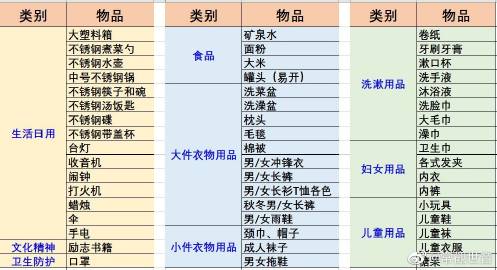 类别 物品
生活日用
大塑料箱
不锈钢煮菜勺
不锈钢水壶
中号不锈钢锅
不锈钢筷子和碗
不锈钢汤饭匙
不锈钢碟
不锈钢带盖杯
台灯
收音机
闹钟
打火机
蜡烛
伞
手电
文化精神 励志书籍
卫生防护 口罩
类别 物品
食品
矿泉水
面粉
大米
罐头（易开）
大件衣物用品
洗菜盆
洗澡盆
枕头
毛毯
棉被
男/女冲锋衣
男/女长裤
男/女长衫T恤各色
秋冬男/女长裤
男/女雨鞋
小件衣物用品
颈巾、帽子
成人袜子
男女拖鞋
类别 物品
洗漱用品
卷纸
牙刷牙膏
漱口杯
洗手液
沐浴液
洗脸巾
大毛巾
澡巾
妇女用品
卫生巾
各式发夹
内衣
内裤
儿童用品
小玩具
儿童鞋
儿童袜
儿童衣服
糖果